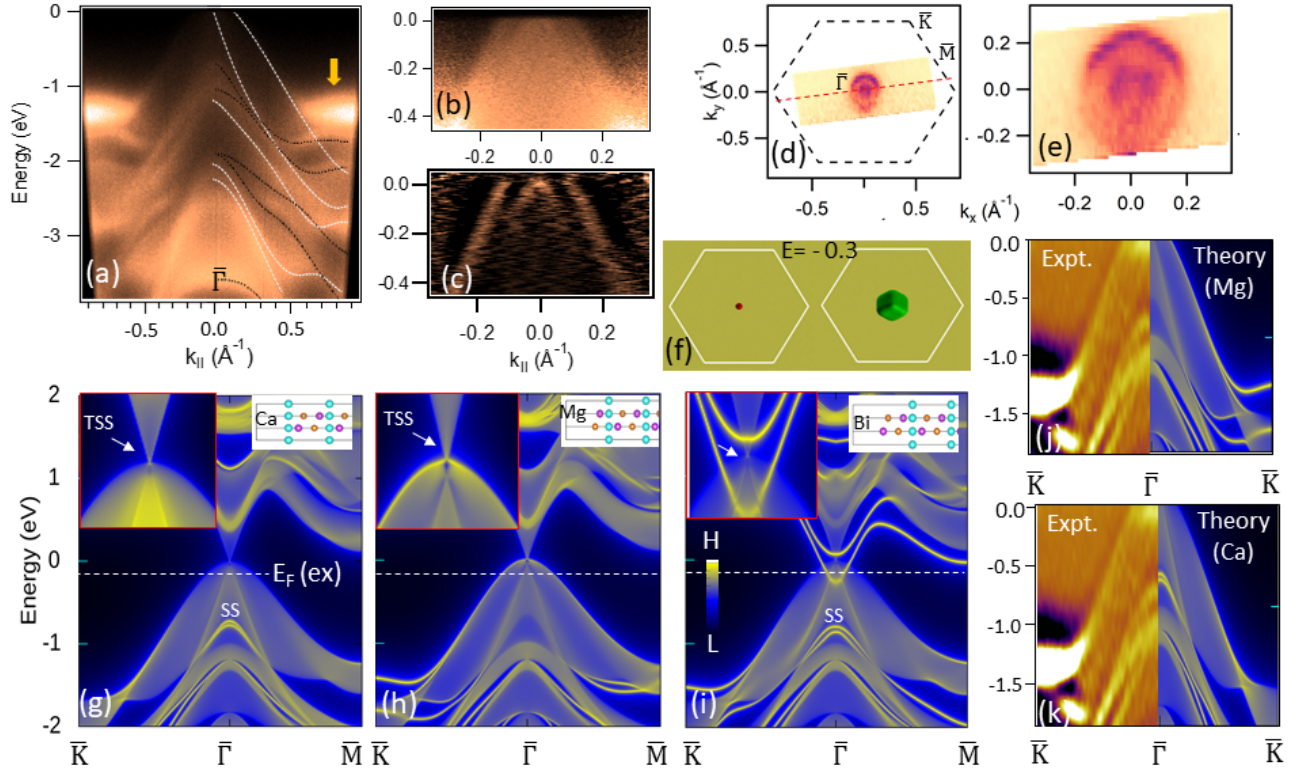 0
-1
-2
-3
Energy (eV)
(a)
Γ̅
-0.5
0.0
0.5
k|| (Å⁻¹)
0.0
-0.2
-0.4
(b)
-0.2
0.0
0.2
0.0
-0.2
-0.4
(c)
-0.2
0.0
0.2
k|| (Å⁻¹)
K̅
M̅
Γ̅
0.5
0.0
-0.5
k_y (Å⁻¹)
(d)
-0.5
0.0
0.5
k_x (Å⁻¹)
0.2
0.0
-0.2
(e)
-0.2
0.0
0.2
E= - 0.3
(f)
0.0
-0.5
-1.0
-1.5
Expt.
Theory
(Mg)
(j)
K̅
Γ̅
K̅
2
1
0
-1
-2
Energy (eV)
TSS
Ca
E_F (ex)
SS
(g)
K̅
Γ̅
M̅
TSS
Mg
(h)
K̅
Γ̅
M̅
Bi
H
L
SS
(i)
K̅
Γ̅
M̅
0.0
-0.5
-1.0
-1.5
Expt.
Theory
(Ca)
(k)
K̅
Γ̅
K̅